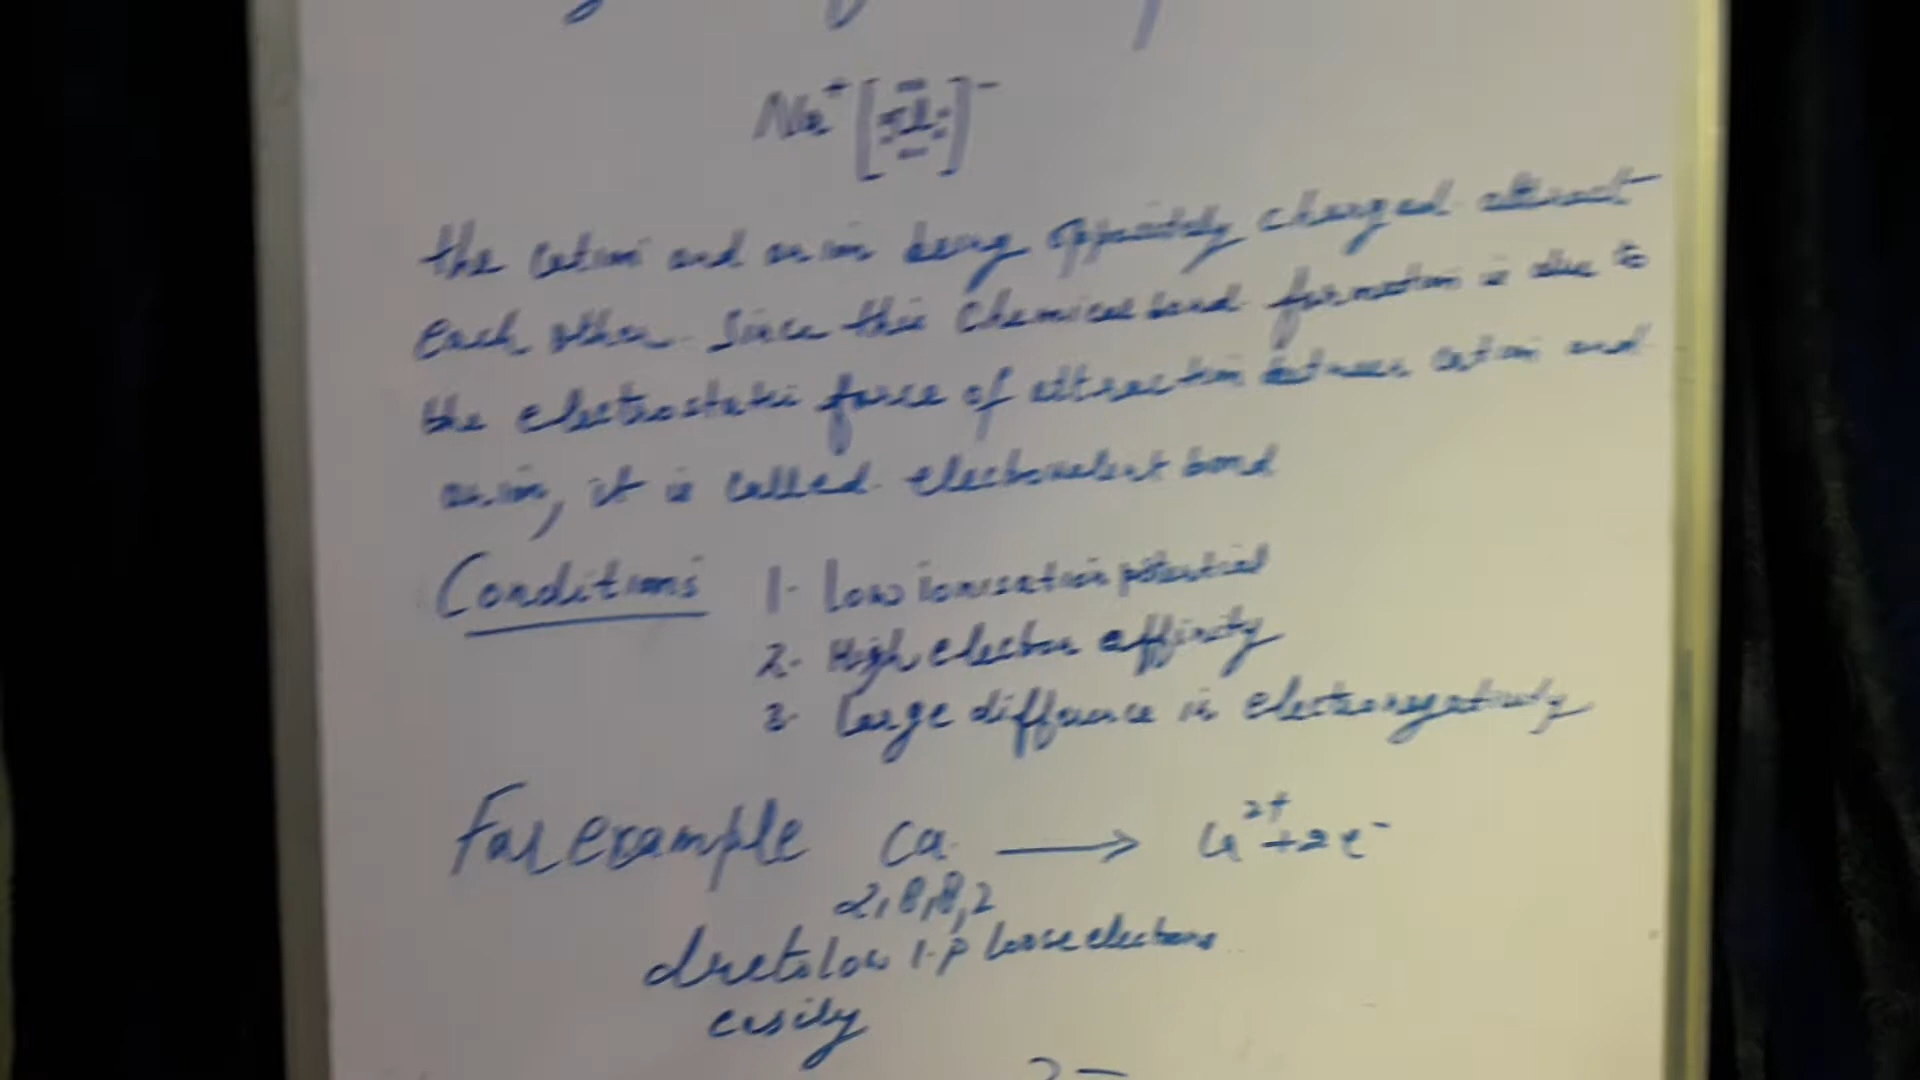 Na⁺[Cl]⁻
the cation and anion being oppositely charged attract
each other. Since this Chemical bond formation is due to
the electrostatic force of attraction between cation and
anion, it is called electrovalent bond
Conditions 1. Low ionisation potential
2. High electron affinity
3. Large difference in electronegativity
For example Ca ⟶ Ca²⁺+2e⁻
2,8,8,2
due to low I.P loose electrons
easily
2-